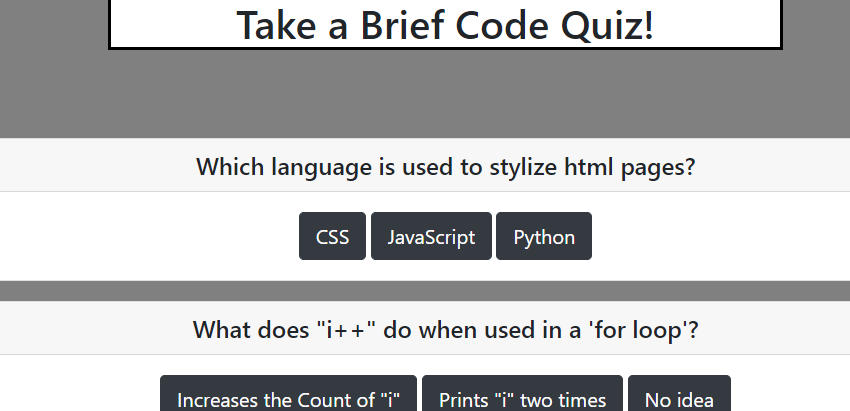 Take a Brief Code Quiz!
Which language is used to stylize html pages?
CSS JavaScript Python
What does "i++" do when used in a 'for loop'?
Increases the Count of "i" Prints "i" two times No idea